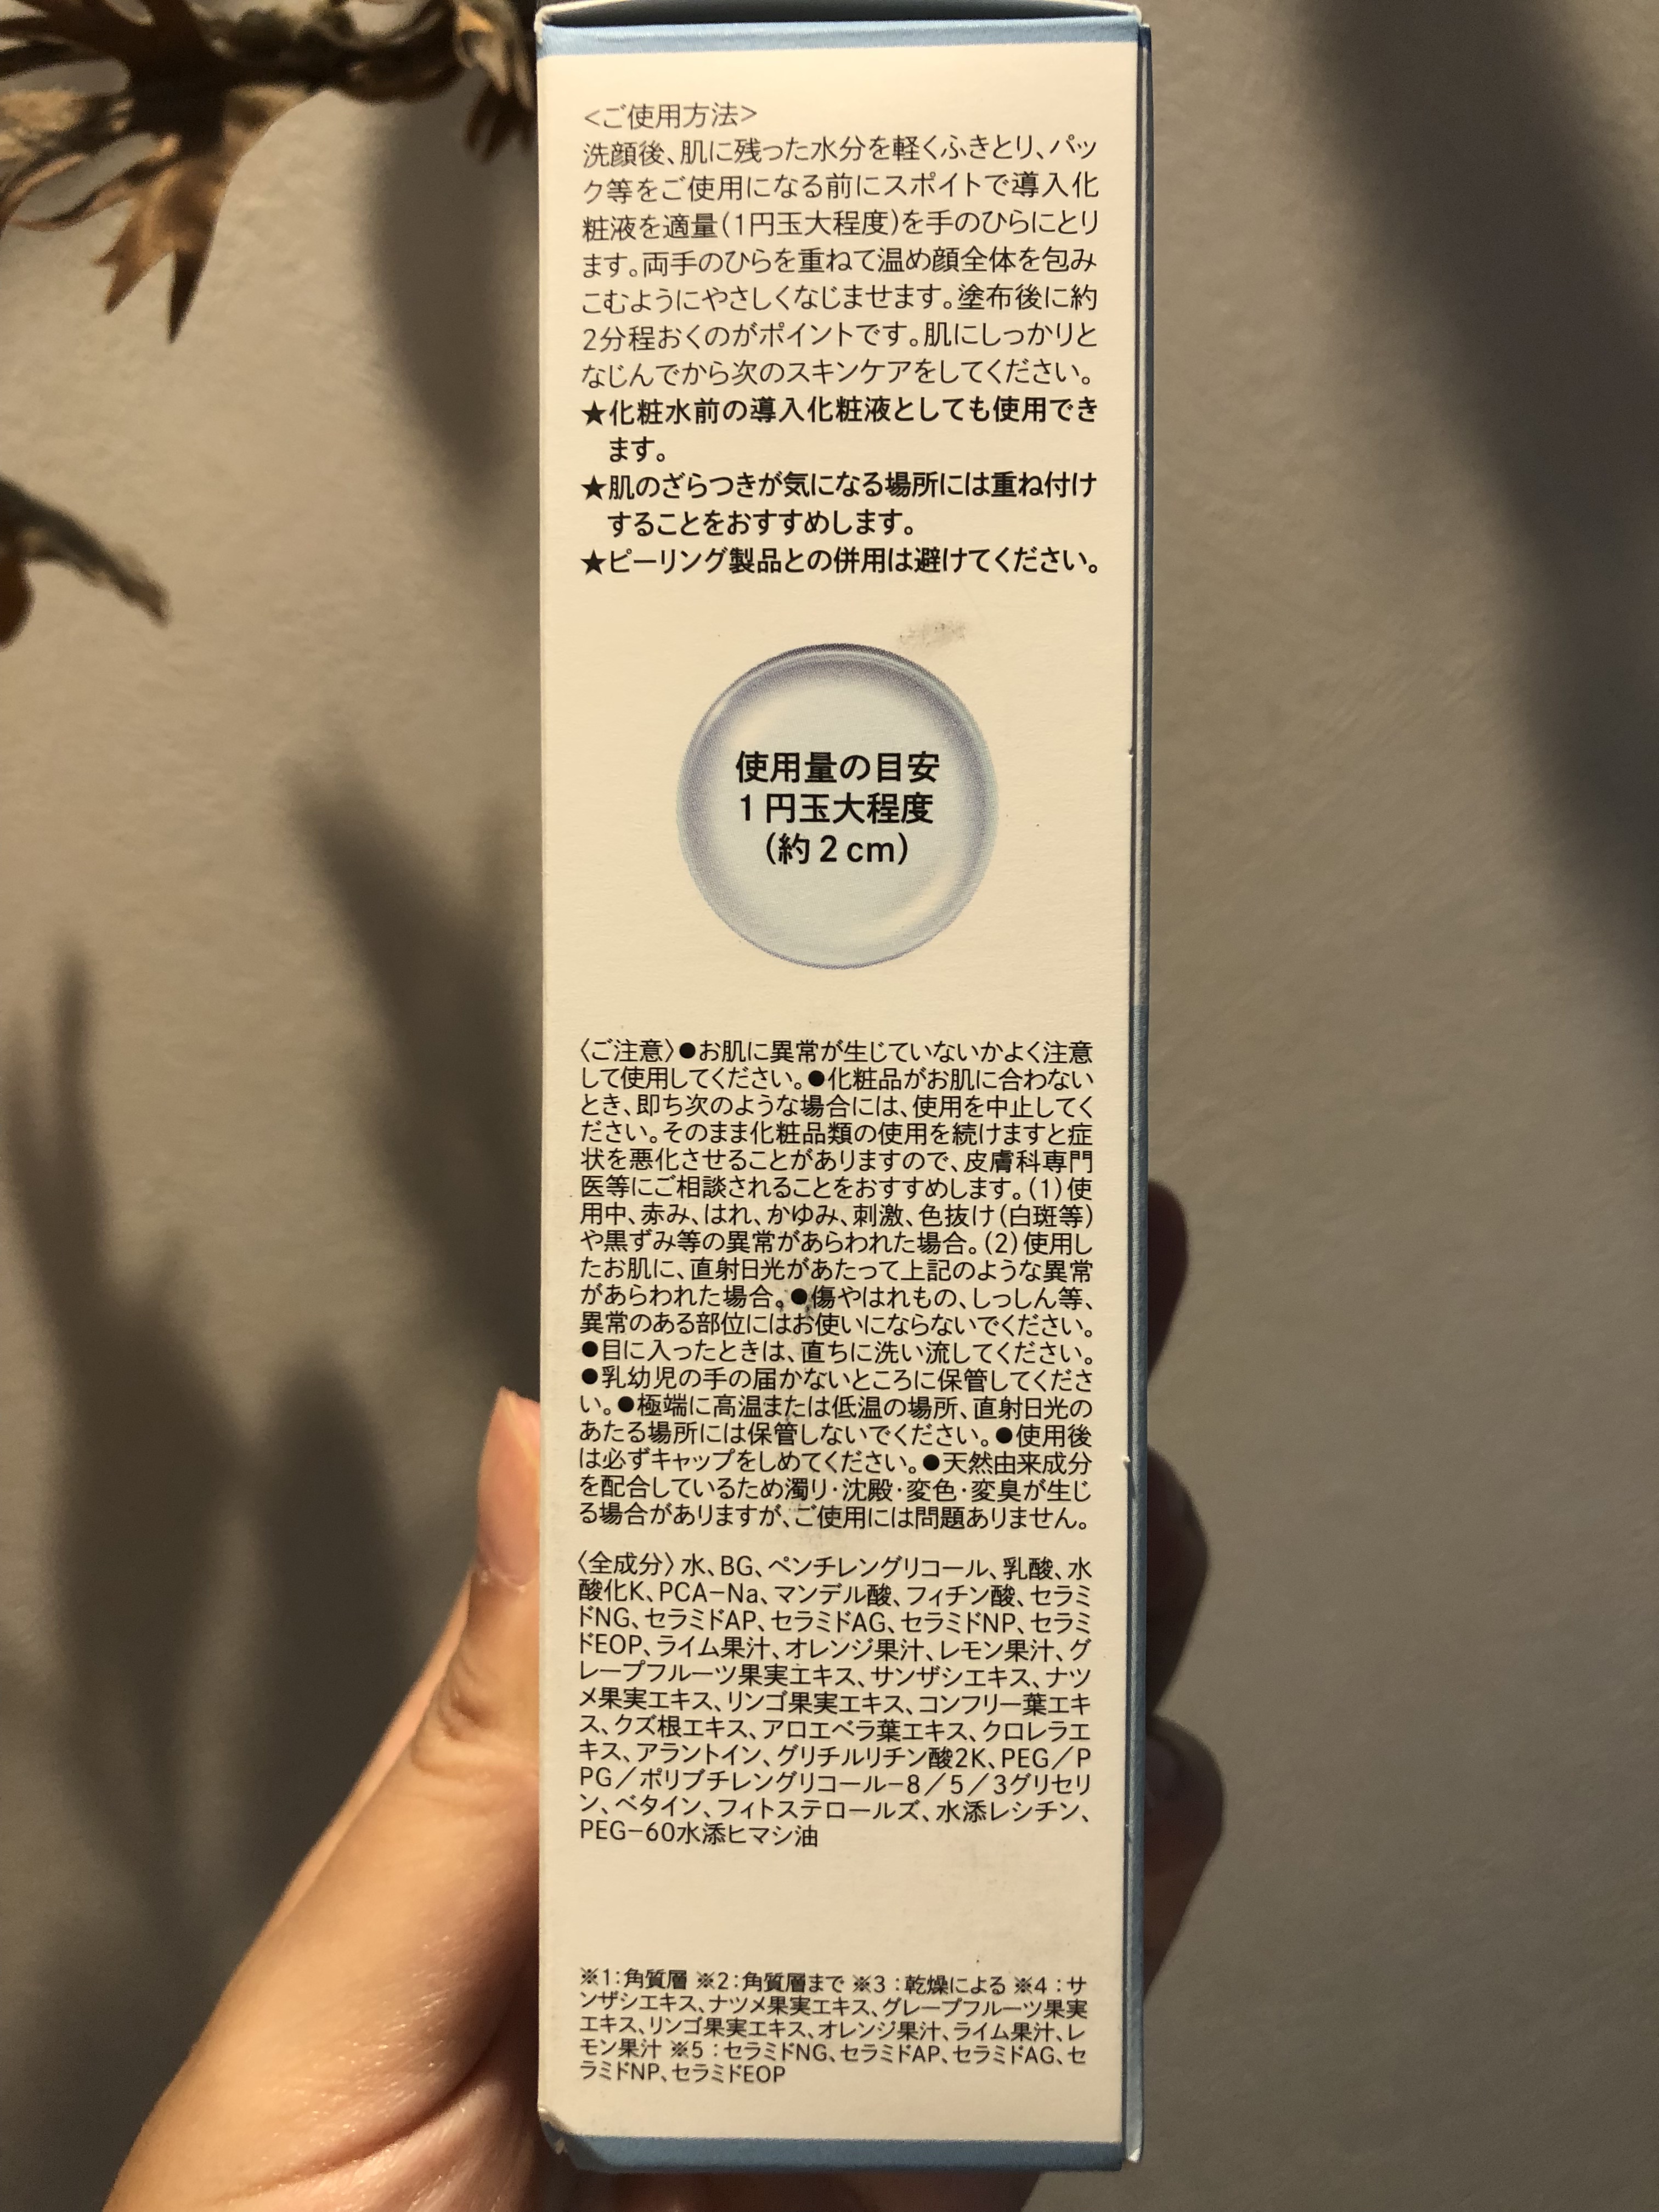 <ご使用方法>
洗顔後、肌に残った水分を軽くふきとり、パッ
ク等をご使用になる前にスポイトで導入化
粧液を適量(1円玉大程度)を手のひらにとり
ます。両手のひらを重ねて温め顔全体を包み
こむようにやさしくなじませます。塗布後に約
2分程おくのがポイントです。肌にしっかりと
なじんでから次のスキンケアをしてください。
★化粧水前の導入化粧液としても使用でき
ます。
★肌のざらつきが気になる場所には重ね付け
することをおすすめします。
★ピーリング製品との併用は避けてください。
使用量の目安
1円玉大程度
(約2cm)
〈ご注意〉●お肌に異常が生じていないかよく注意
して使用してください。●化粧品がお肌に合わない
とき、即ち次のような場合には、使用を中止してく
ださい。そのまま化粧品類の使用を続けますと症
状を悪化させることがありますので、皮膚科専門
医等にご相談されることをおすすめします。(1)使
用中、赤み、はれ、かゆみ、刺激、色抜け(白斑等)
や黒ずみ等の異常があらわれた場合。(2)使用し
たお肌に、直射日光があたって上記のような異常
があらわれた場合。●傷やはれもの、しっしん等、
異常のある部位にはお使いにならないでください。
●目に入ったときは、直ちに洗い流してください。
●乳幼児の手の届かないところに保管してくださ
い。●極端に高温または低温の場所、直射日光の
あたる場所には保管しないでください。●使用後
は必ずキャップをしめてください。●天然由来成分
を配合しているため濁り・沈殿・変色・変臭が生じ
る場合がありますが、ご使用には問題ありません。
〈全成分〉水、BG、ペンチレングリコール、乳酸、水
酸化K、PCA-Na、マンデル酸、フィチン酸、セラミ
ドNG、セラミドAP、セラミドAG、セラミドNP、セラミ
ドEOP、ライム果汁、オレンジ果汁、レモン果汁、グ
レープフルーツ果実エキス、サンザシエキス、ナツ
メ果実エキス、リンゴ果実エキス、コンフリー葉エキ
ス、クズ根エキス、アロエベラ葉エキス、クロレラエ
キス、アラントイン、グリチルリチン酸2K、PEG/P
PG/ポリブチレングリコール-8/5/3グリセリ
ン、ベタイン、フィトステロールズ、水添レシチン、
PEG-60水添ヒマシ油
※1:角質層 ※2:角質層まで ※3:乾燥による ※4:サ
ンザシエキス、ナツメ果実エキス、グレープフルーツ果実
エキス、リンゴ果実エキス、オレンジ果汁、ライム果汁、レ
モン果汁 ※5:セラミドNG、セラミドAP、セラミドAG、セ
ラミドNP、セラミドEOP